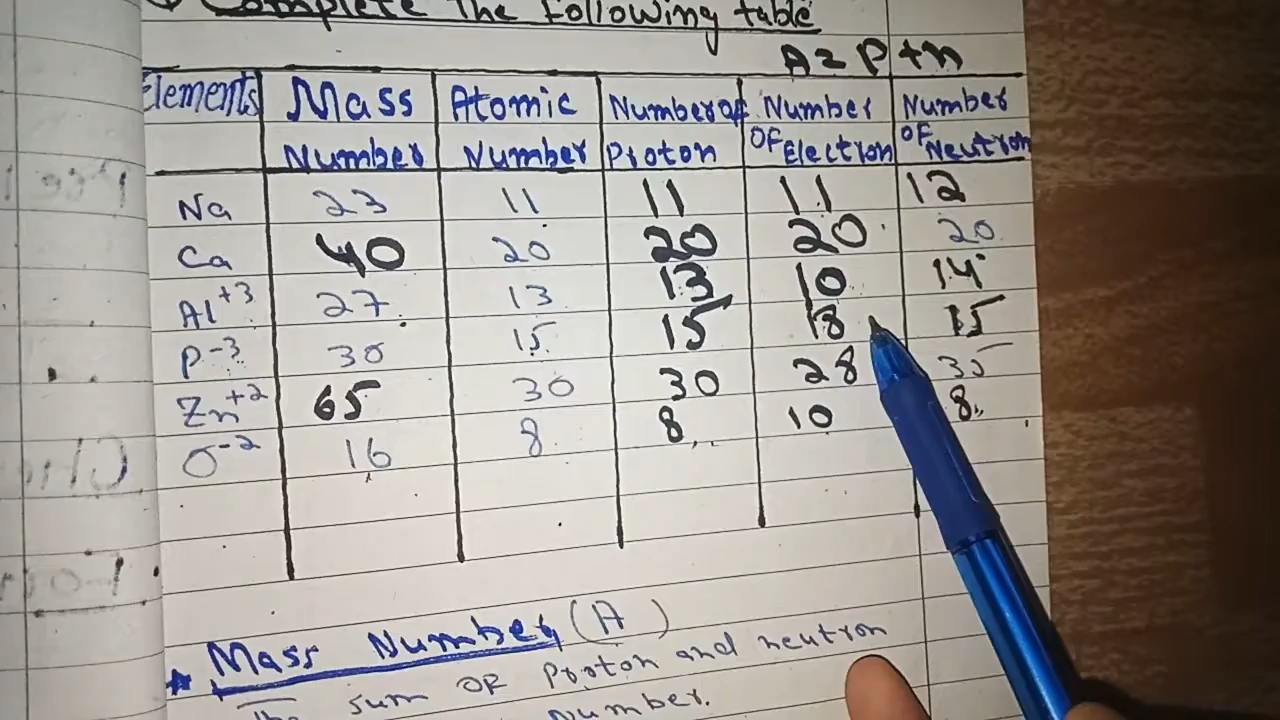 Complete The Following table
A = P + n
Elements Mass Number Atomic Number Number of Proton Number OF Election Number OF Neutron
Na 23 11 11 11 12
Ca 40 20 20 20 20
Al+3 27 13 13 10 14
P-3 30 15 15 18 15
Zn+2 65 30 30 28 35
O-2 16 8 8 10 8
Mass Number (A)
The sum OF Proton and neutron
Number.